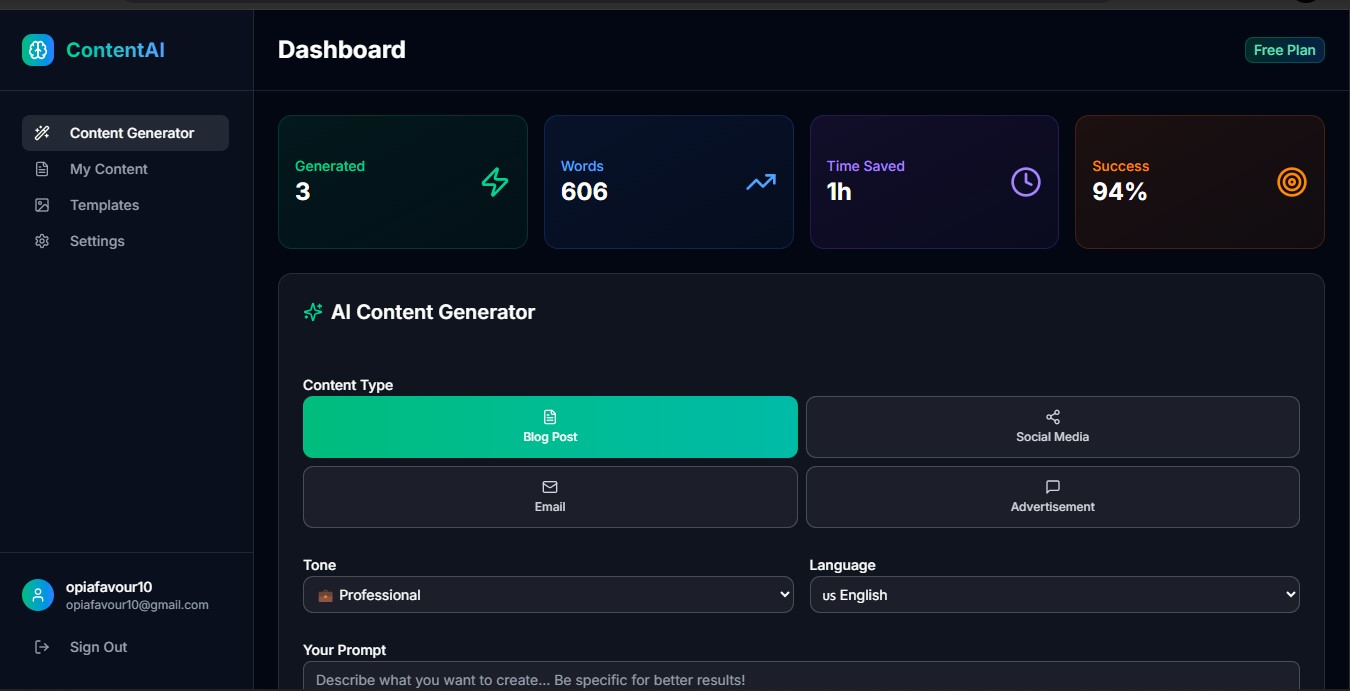 ContentAI
Dashboard
Free Plan
Content Generator
My Content
Templates
Settings
Generated
3
Words
606
Time Saved
1h
Success
94%
AI Content Generator
Content Type
Blog Post
Social Media
Email
Advertisement
Tone
Language
💼 Professional
us English
Your Prompt
Describe what you want to create... Be specific for better results!
opiafavour10
opiafavour10@gmail.com
Sign Out